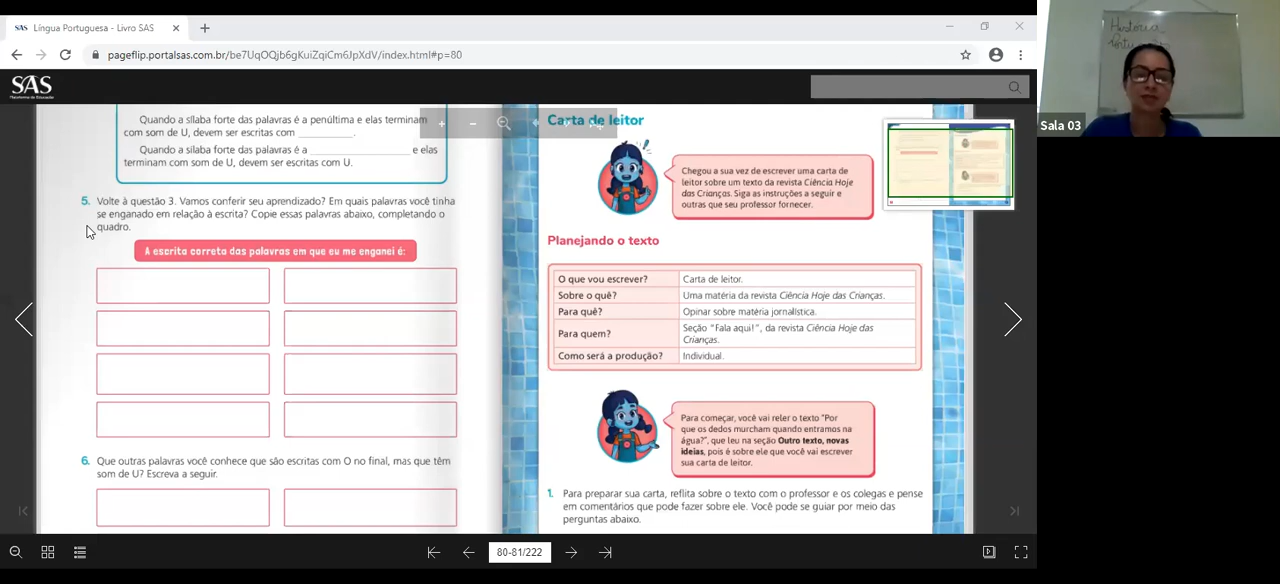 SAS Língua Portuguesa - Livro SAS
pageflip.portalsas.com.br/be7UqOQjb6gKuiZqiCm6JpXdV/index.html#p=80
SAS
Plataforma de Educação
Quando a sílaba forte das palavras é a penúltima e elas terminam
com som de U, devem ser escritas com ___________.
Quando a sílaba forte das palavras é a ____________________ e elas
terminam com som de U, devem ser escritas com U.
5. Volte à questão 3. Vamos conferir seu aprendizado? Em quais palavras você tinha
se enganado em relação à escrita? Copie essas palavras abaixo, completando o
quadro.
A escrita correta das palavras em que eu me enganei é:
6. Que outras palavras você conhece que são escritas com O no final, mas que têm
som de U? Escreva a seguir.
Carta de leitor
Chegou a sua vez de escrever uma carta de
leitor sobre um texto da revista Ciência Hoje
das Crianças. Siga as instruções a seguir e
outras que seu professor fornecer.
Planejando o texto
O que vou escrever? Carta de leitor.
Sobre o quê? Uma matéria da revista Ciência Hoje das Crianças.
Para quê? Opinar sobre matéria jornalística.
Para quem? Seção "Fala aqui!", da revista Ciência Hoje das
Crianças.
Como será a produção? Individual.
Para começar, você vai reler o texto "Por
que os dedos murcham quando entramos na
água?", que leu na seção Outro texto, novas
ideias, pois é sobre ele que você vai escrever
sua carta de leitor.
1. Para preparar sua carta, reflita sobre o texto com o professor e os colegas e pense
em comentários que pode fazer sobre ele. Você pode se guiar por meio das
perguntas abaixo.
80-81/222
História
Sala 03